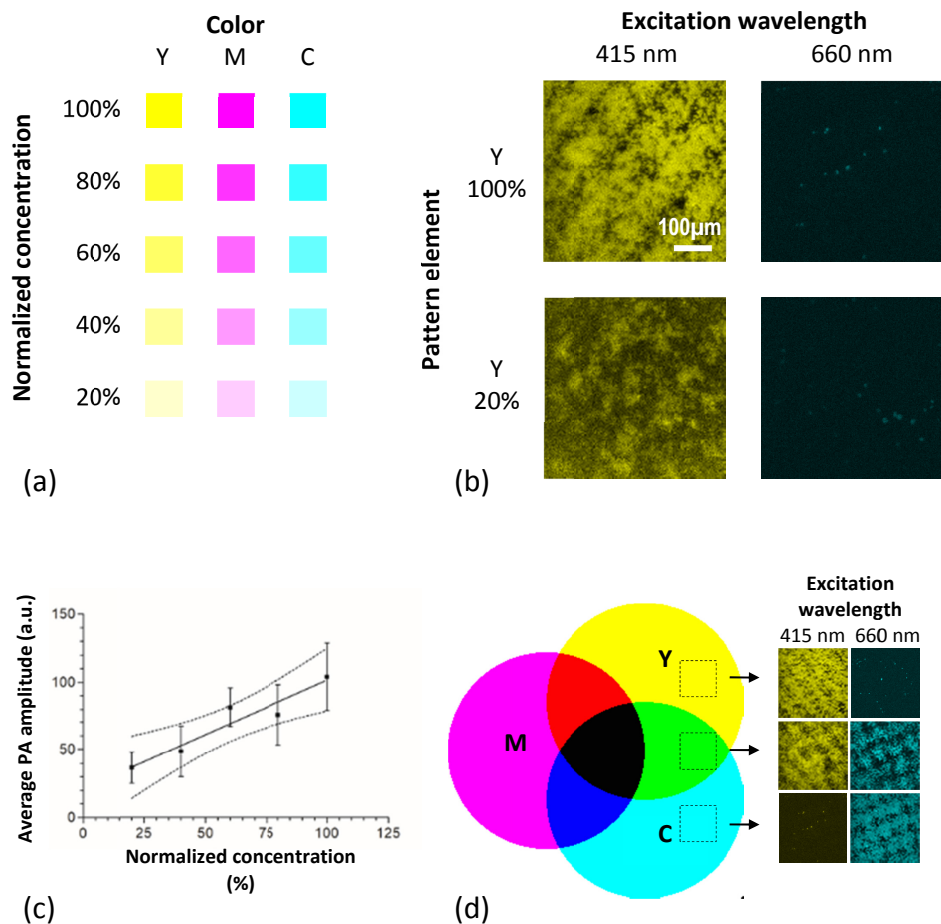 Color
Y M C
Normalized concentration
100%
80%
60%
40%
20%
(a)
Excitation wavelength
415 nm 660 nm
Pattern element
Y
100%
100µm
Y
20%
(b)
Average PA amplitude (a.u.)
150
100
50
0
0 25 50 75 100 125
Normalized concentration
(%)
(c)
Y
M
C
Excitation
wavelength
415 nm 660 nm
(d)